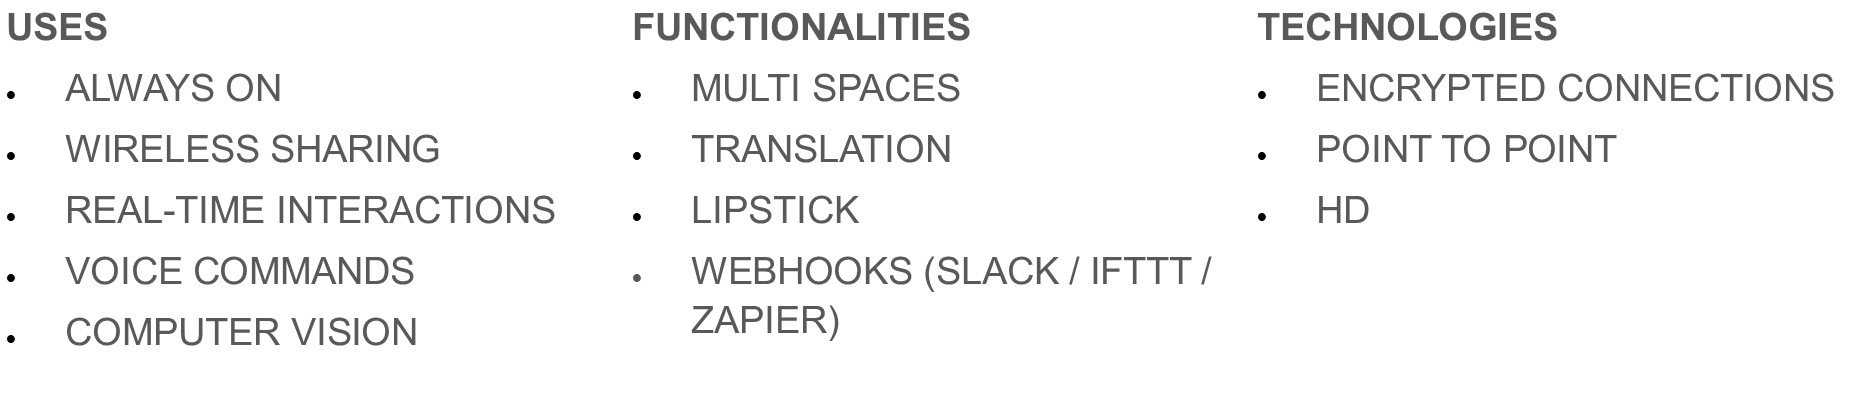 USES
• ALWAYS ON
• WIRELESS SHARING
• REAL-TIME INTERACTIONS
• VOICE COMMANDS
• COMPUTER VISION
FUNCTIONALITIES
• MULTI SPACES
• TRANSLATION
• LIPSTICK
• WEBHOOKS (SLACK / IFTTT /
ZAPIER)
TECHNOLOGIES
• ENCRYPTED CONNECTIONS
• POINT TO POINT
• HD